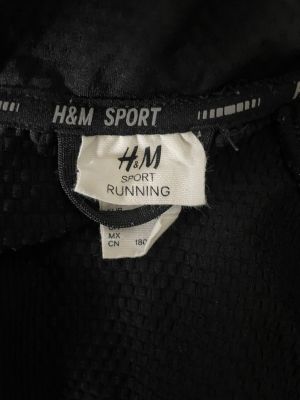 H&M SPORT
H&M
SPORT
RUNNING
MX
CN 180